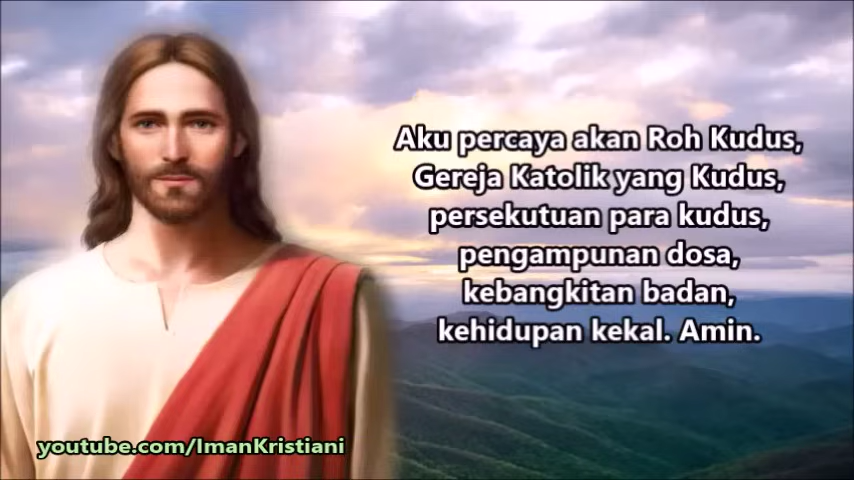 Aku percaya akan Roh Kudus,
Gereja Katolik yang Kudus,
persekutuan para kudus,
pengampunan dosa,
kebangkitan badan,
kehidupan kekal. Amin.
youtube.com/ImanKristiani